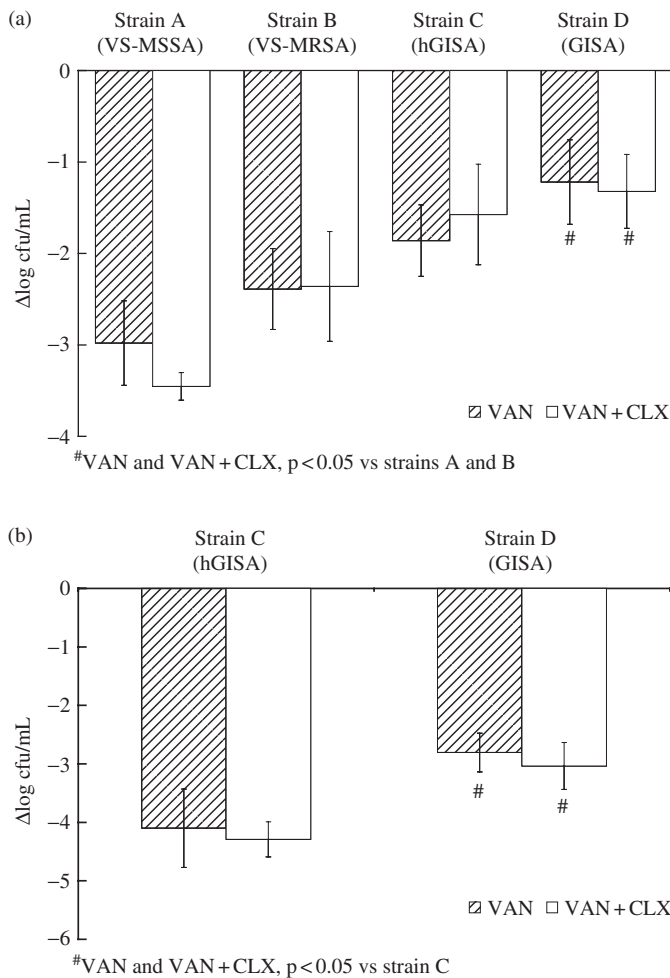 (a)
Strain A Strain B Strain C Strain D
(VS-MSSA) (VS-MRSA) (hGISA) (GISA)
0
−1
−2
−3
−4
Δlog cfu/mL
# #
VAN VAN+CLX
#VAN and VAN+CLX, p<0.05 vs strains A and B
(b)
Strain C Strain D
(hGISA) (GISA)
0
−1
−2
−3
−4
−5
−6
Δlog cfu/mL
# #
VAN VAN+CLX
#VAN and VAN+CLX, p<0.05 vs strain C